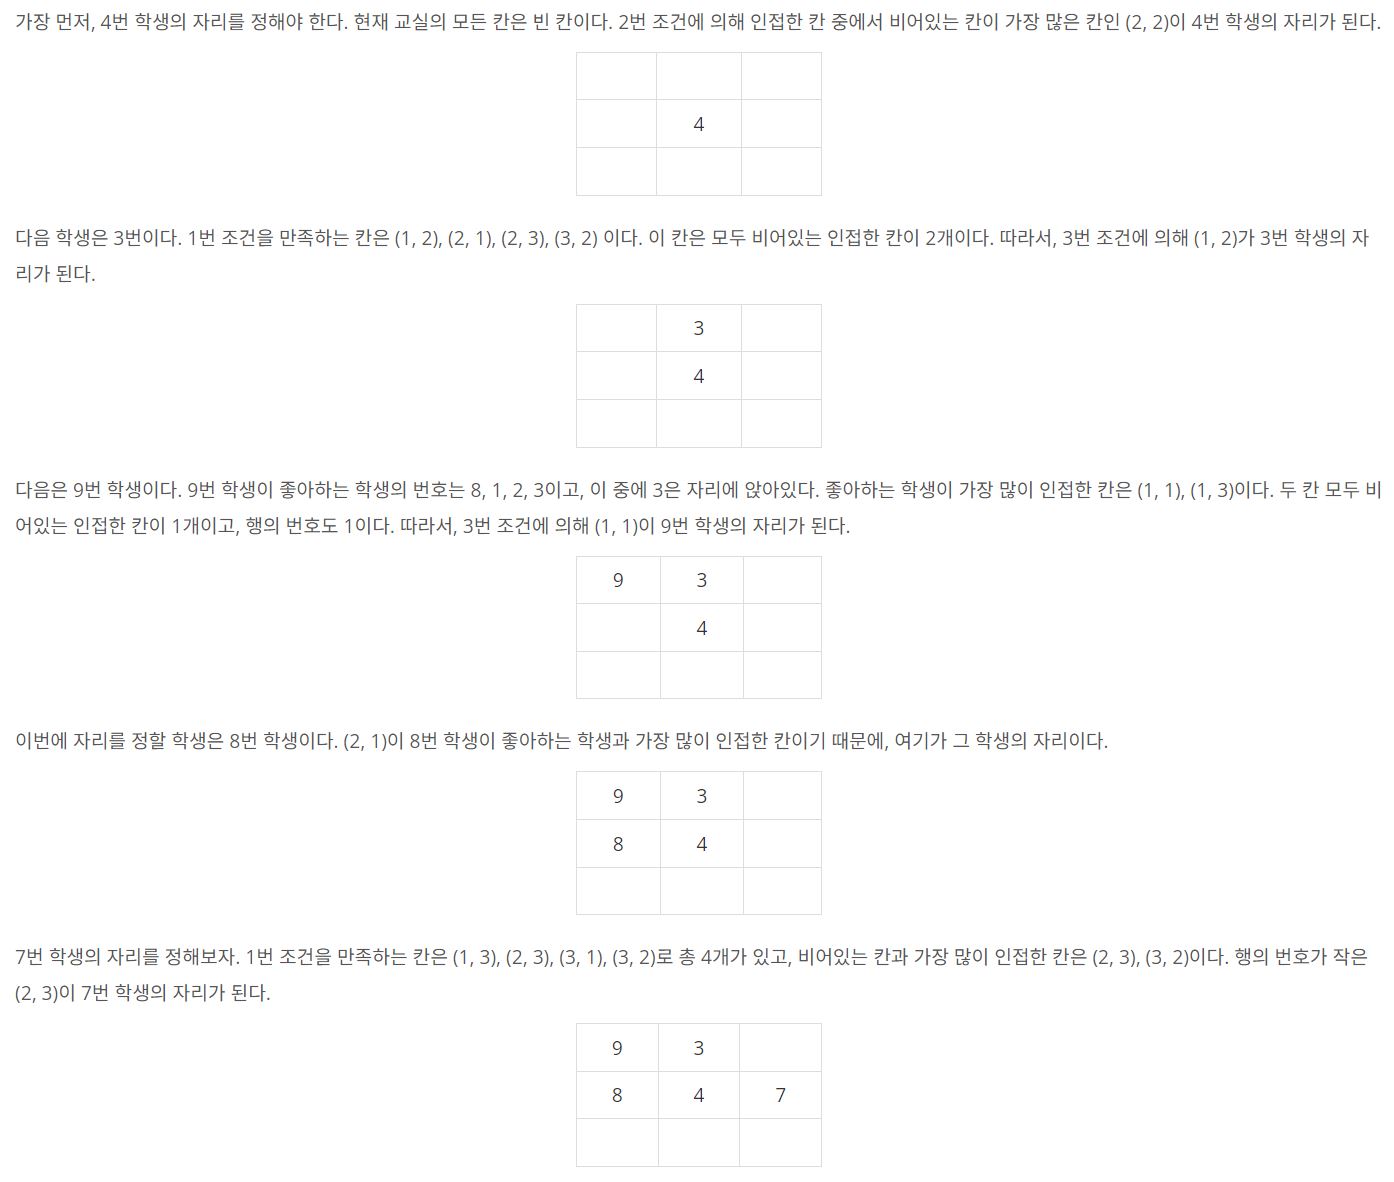 가장 먼저, 4번 학생의 자리를 정해야 한다. 현재 교실의 모든 칸은 빈 칸이다. 2번 조건에 의해 인접한 칸 중에서 비어있는 칸이 가장 많은 칸인 (2, 2)이 4번 학생의 자리가 된다.
4
다음 학생은 3번이다. 1번 조건을 만족하는 칸은 (1, 2), (2, 1), (2, 3), (3, 2) 이다. 이 칸은 모두 비어있는 인접한 칸이 2개이다. 따라서, 3번 조건에 의해 (1, 2)가 3번 학생의 자
리가 된다.
3
4
다음은 9번 학생이다. 9번 학생이 좋아하는 학생의 번호는 8, 1, 2, 3이고, 이 중에 3은 자리에 앉아있다. 좋아하는 학생이 가장 많이 인접한 칸은 (1, 1), (1, 3)이다. 두 칸 모두 비
어있는 인접한 칸이 1개이고, 행의 번호도 1이다. 따라서, 3번 조건에 의해 (1, 1)이 9번 학생의 자리가 된다.
9 3
4
이번에 자리를 정할 학생은 8번 학생이다. (2, 1)이 8번 학생이 좋아하는 학생과 가장 많이 인접한 칸이기 때문에, 여기가 그 학생의 자리이다.
9 3
8 4
7번 학생의 자리를 정해보자. 1번 조건을 만족하는 칸은 (1, 3), (2, 3), (3, 1), (3, 2)로 총 4개가 있고, 비어있는 칸과 가장 많이 인접한 칸은 (2, 3), (3, 2)이다. 행의 번호가 작은
(2, 3)이 7번 학생의 자리가 된다.
9 3
8 4 7